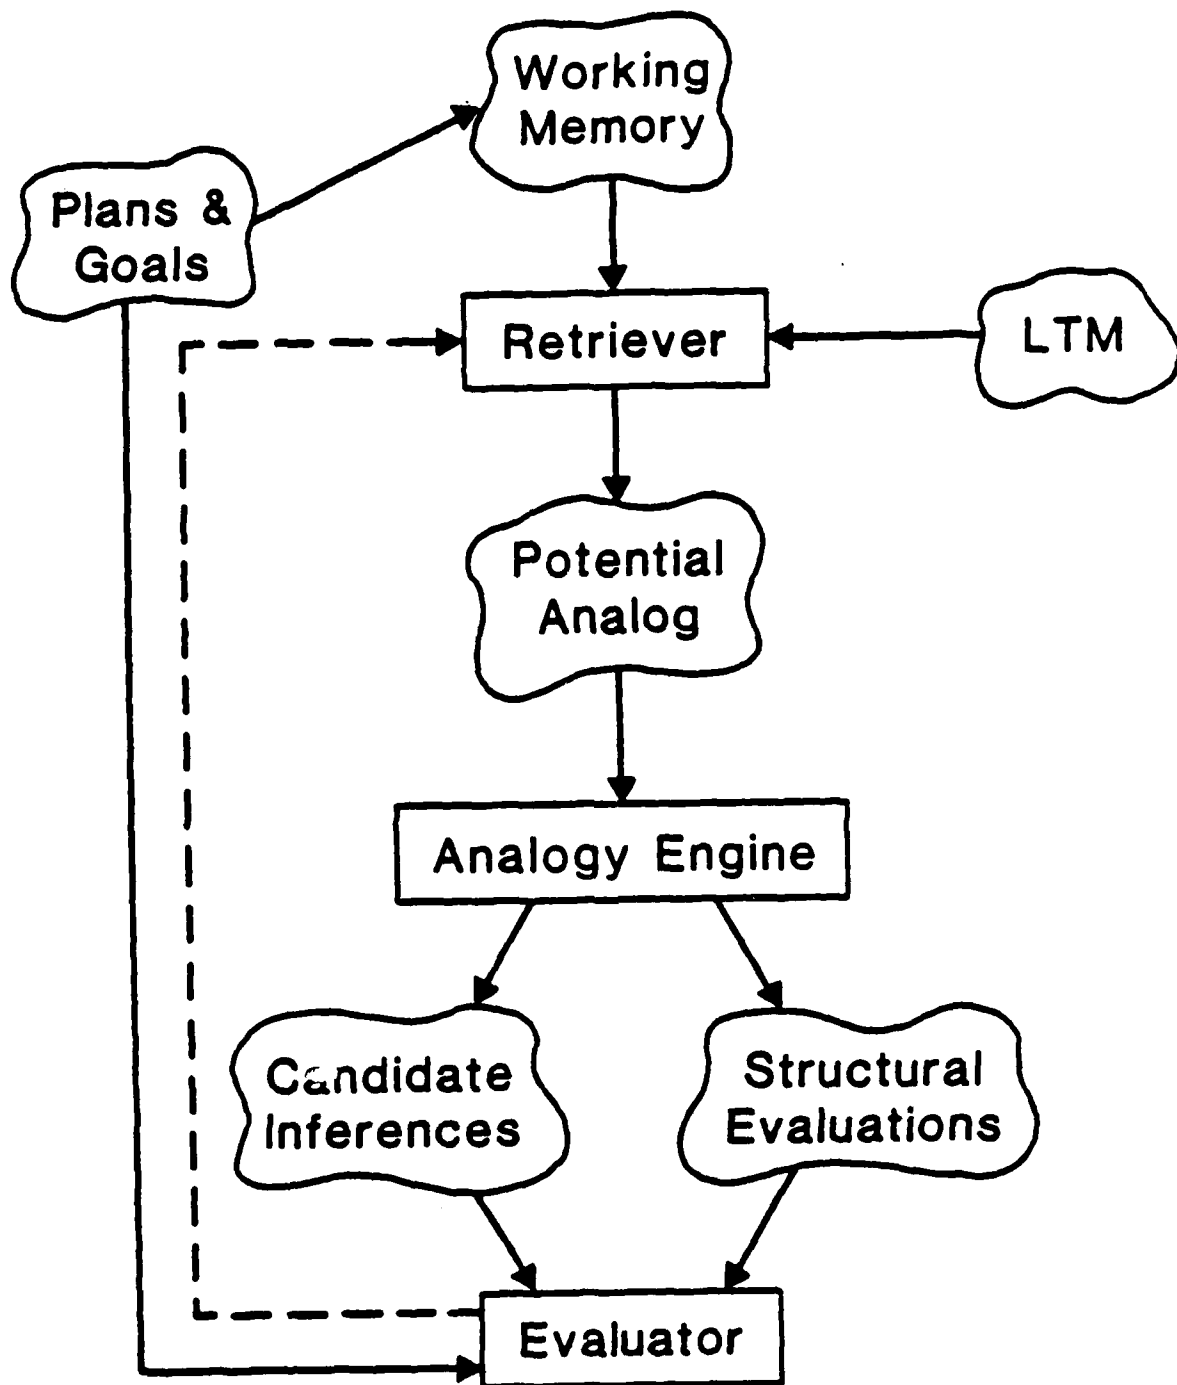 Working
Memory
Plans &
Goals
Retriever
LTM
Potential
Analog
Analogy Engine
Candidate
Inferences
Structural
Evaluations
Evaluator